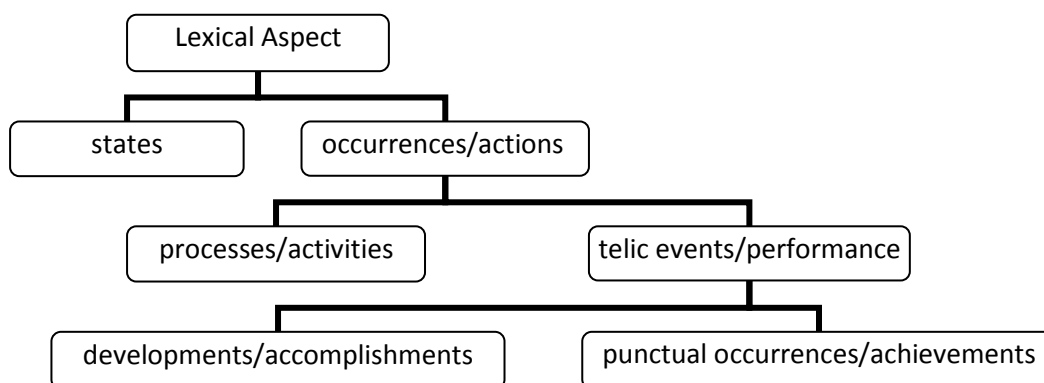 Lexical Aspect
states
occurrences/actions
processes/activities
telic events/performance
developments/accomplishments
punctual occurrences/achievements